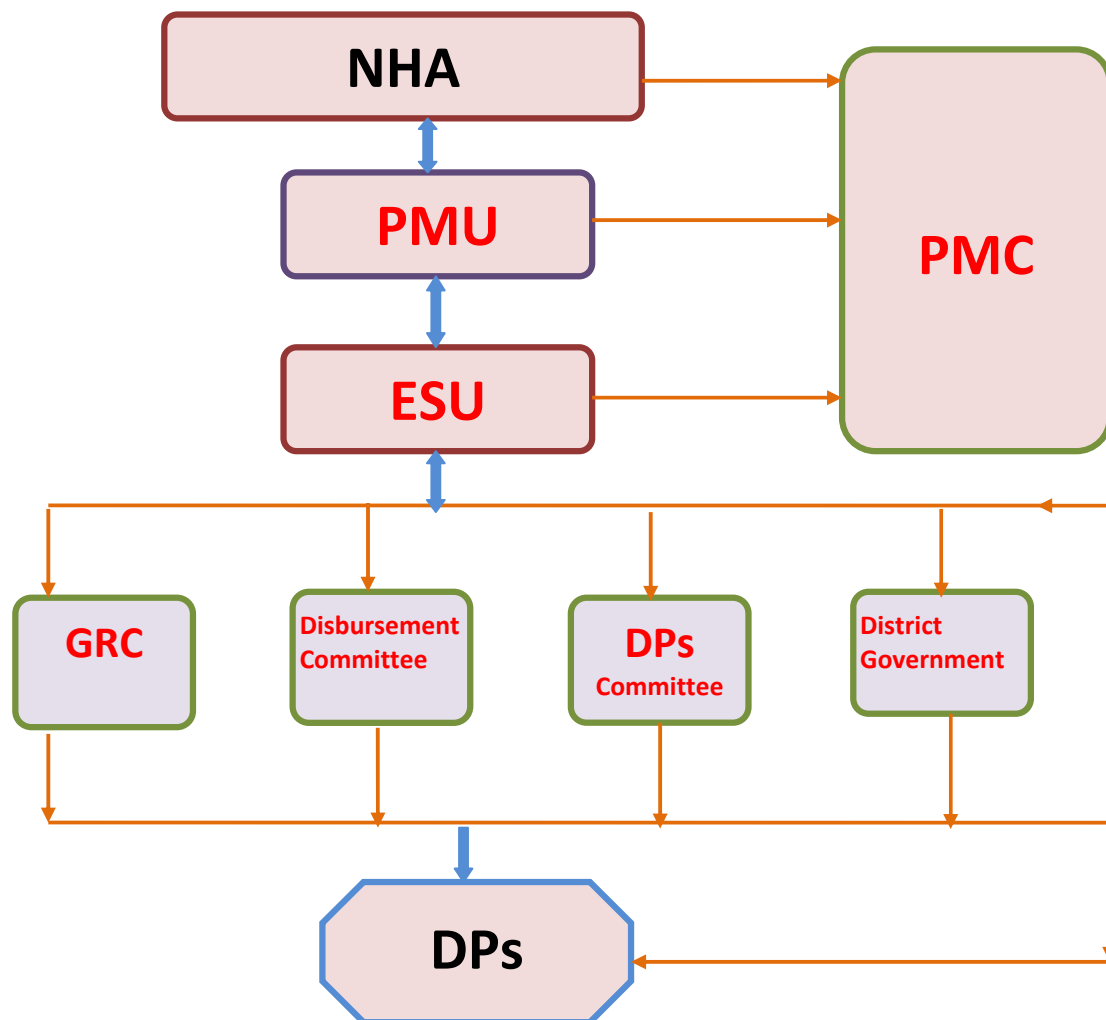 NHA
PMU
PMC
ESU
GRC
Disbursement
Committee
DPs
Committee
District
Government
DPs